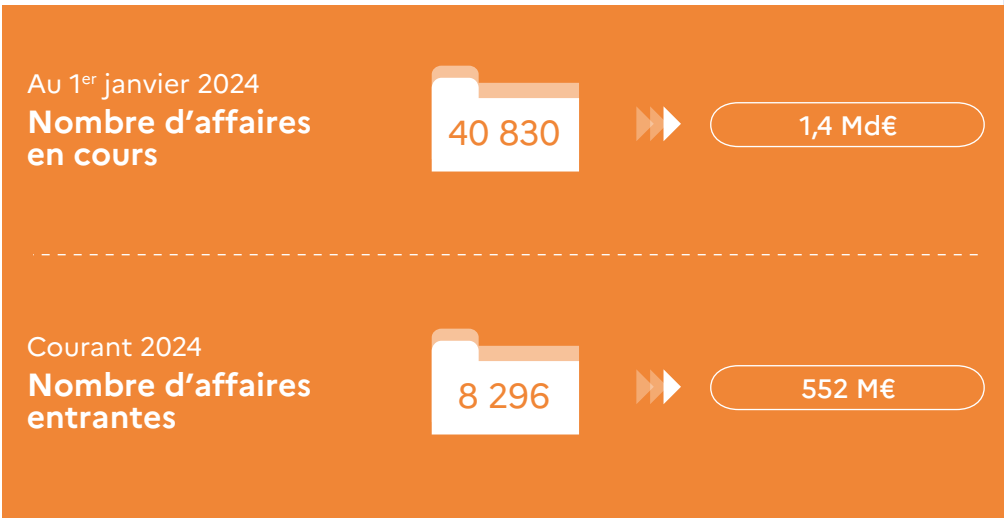 Au 1er janvier 2024
Nombre d’affaires
en cours
40 830
1,4 Md€
Courant 2024
Nombre d’affaires
entrantes
8 296
552 M€